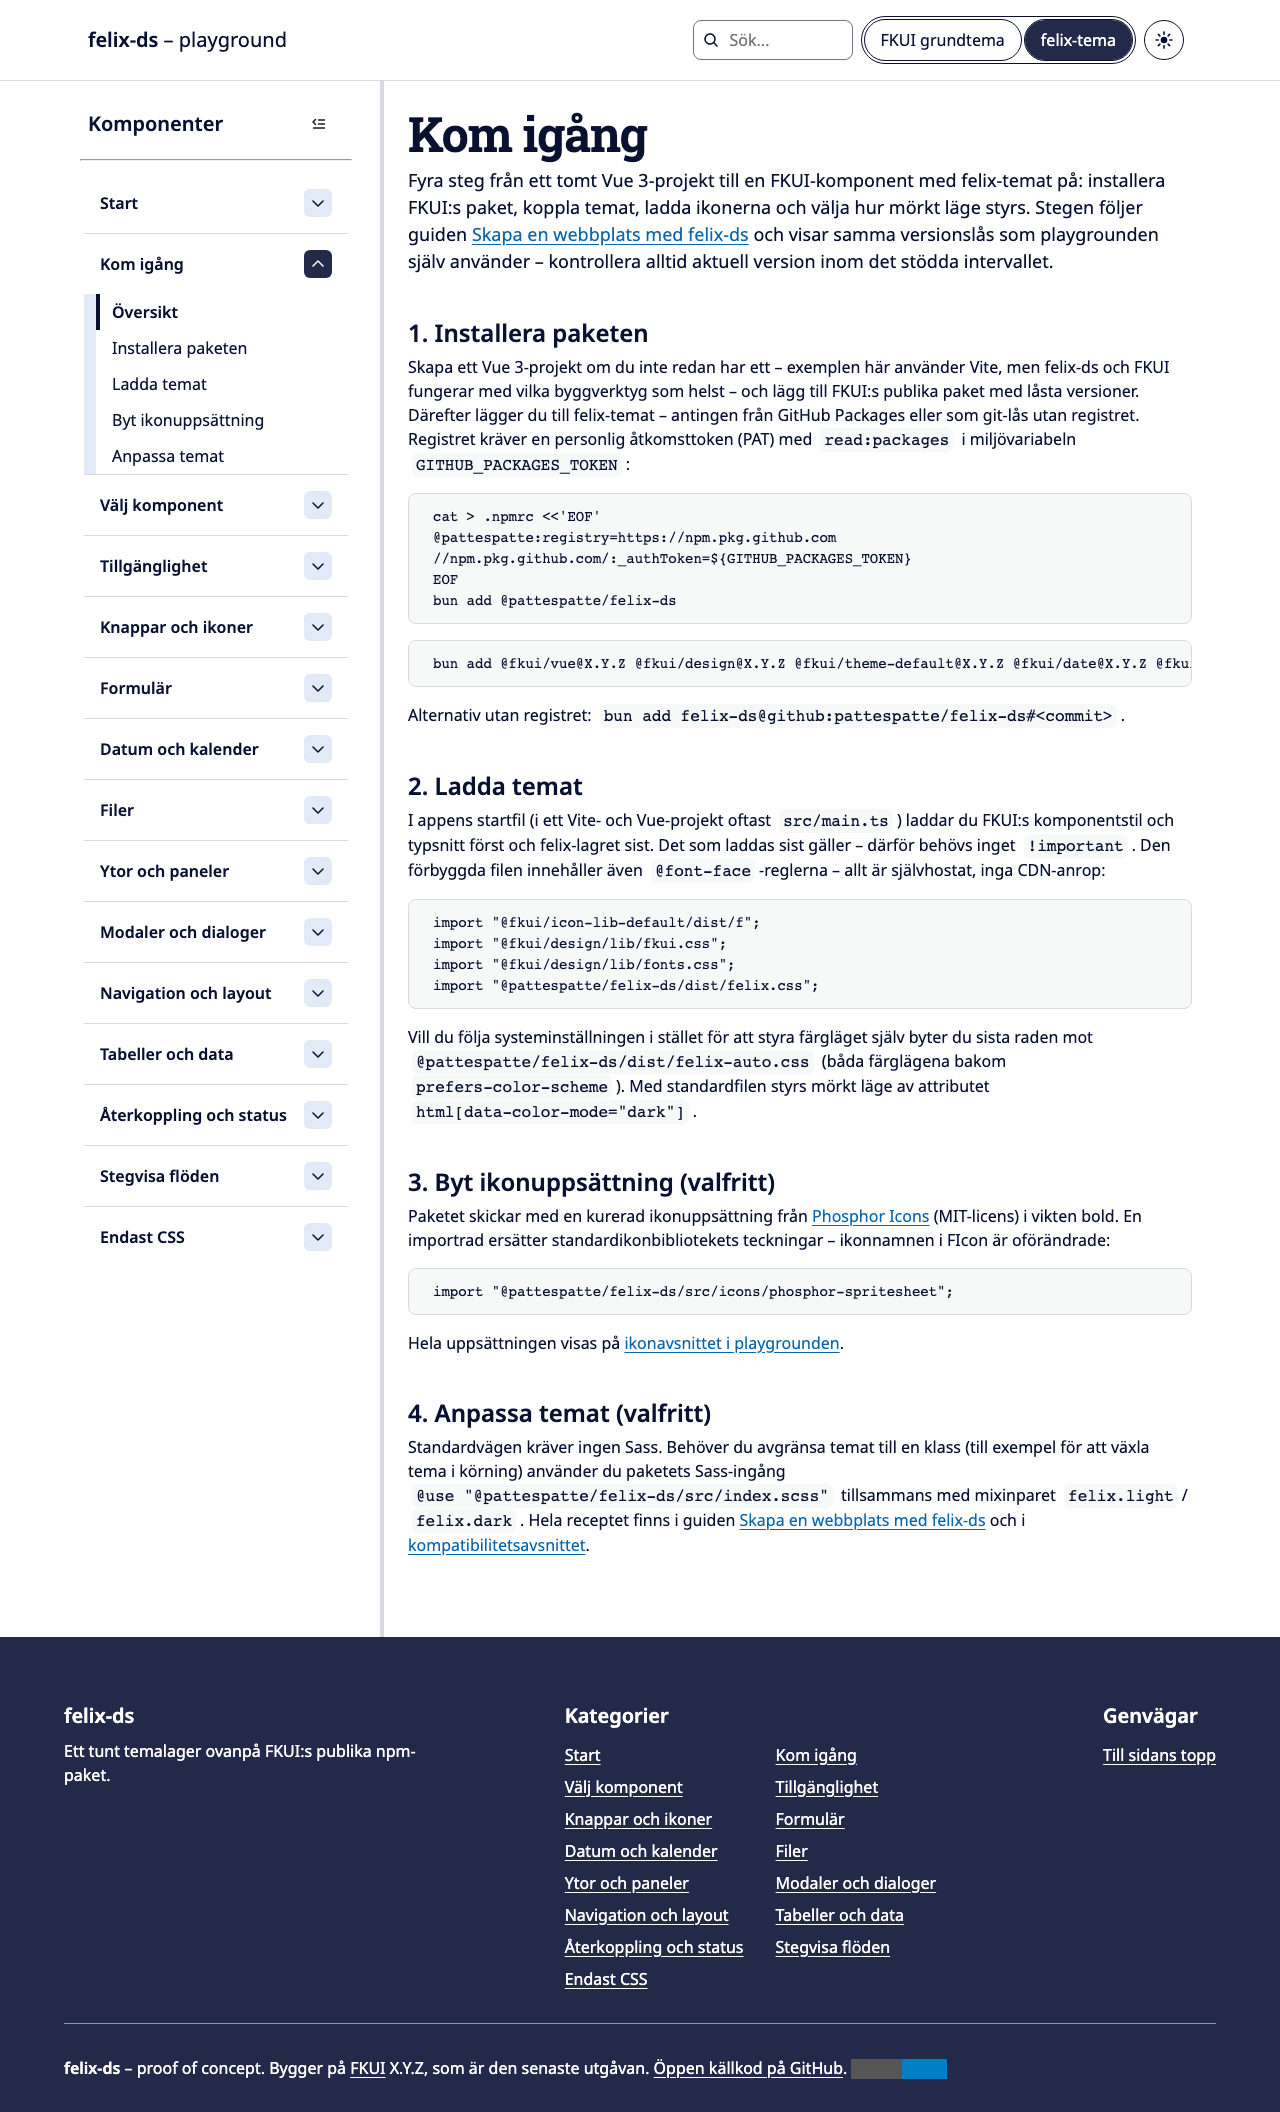 felix-ds – playground
Sök...
FKUI grundtema
felix-tema
Komponenter
Start
Kom igång
Översikt
Installera paketen
Ladda temat
Byt ikonuppsättning
Anpassa temat
Välj komponent
Tillgänglighet
Knappar och ikoner
Formulär
Datum och kalender
Filer
Ytor och paneler
Modaler och dialoger
Navigation och layout
Tabeller och data
Återkoppling och status
Stegvisa flöden
Endast CSS
Kom igång
Fyra steg från ett tomt Vue 3-projekt till en FKUI-komponent med felix-temat på: installera
FKUI:s paket, koppla temat, ladda ikonerna och välja hur mörkt läge styrs. Stegen följer
guiden Skapa en webbplats med felix-ds och visar samma versionslås som playgrounden
själv använder – kontrollera alltid aktuell version inom det stödda intervallet.
1. Installera paketen
Skapa ett Vue 3-projekt om du inte redan har ett – exemplen här använder Vite, men felix-ds och FKUI
fungerar med vilka byggverktyg som helst – och lägg till FKUI:s publika paket med låsta versioner.
Därefter lägger du till felix-temat – antingen från GitHub Packages eller som git-lås utan registret.
Registret kräver en personlig åtkomsttoken (PAT) med read:packages i miljövariabeln
GITHUB_PACKAGES_TOKEN :
cat > .npmrc <<'EOF'
@pattespatte:registry=https://npm.pkg.github.com
//npm.pkg.github.com/:_authToken=${GITHUB_PACKAGES_TOKEN}
EOF
bun add @pattespatte/felix-ds
bun add @fkui/vue@X.Y.Z @fkui/design@X.Y.Z @fkui/theme-default@X.Y.Z @fkui/date@X.Y.Z
Alternativ utan registret: bun add felix-ds@github:pattespatte/felix-ds#<commit> .
2. Ladda temat
I appens startfil (i ett Vite- och Vue-projekt oftast src/main.ts ) laddar du FKUI:s komponentstil och
typsnitt först och felix-lagret sist. Det som laddas sist gäller – därför behövs inget !important . Den
förbyggda filen innehåller även @font-face -reglerna – allt är självhostat, inga CDN-anrop:
import "@fkui/icon-lib-default/dist/f";
import "@fkui/design/lib/fkui.css";
import "@fkui/design/lib/fonts.css";
import "@pattespatte/felix-ds/dist/felix.css";
Vill du följa systeminställningen i stället för att styra färgläget själv byter du sista raden mot
@pattespatte/felix-ds/dist/felix-auto.css (båda färglägena bakom
prefers-color-scheme ). Med standardfilen styrs mörkt läge av attributet
html[data-color-mode="dark"] .
3. Byt ikonuppsättning (valfritt)
Paketet skickar med en kurerad ikonuppsättning från Phosphor Icons (MIT-licens) i vikten bold. En
importrad ersätter standardikonbibliotekets teckningar – ikonnamnen i FIcon är oförändrade:
import "@pattespatte/felix-ds/src/icons/phosphor-spritesheet";
Hela uppsättningen visas på ikonavsnittet i playgrounden.
4. Anpassa temat (valfritt)
Standardvägen kräver ingen Sass. Behöver du avgränsa temat till en klass (till exempel för att växla
tema i körning) använder du paketets Sass-ingång
@use "@pattespatte/felix-ds/src/index.scss" tillsammans med mixinparet felix.light /
felix.dark . Hela receptet finns i guiden Skapa en webbplats med felix-ds och i
kompatibilitetsavsnittet.
felix-ds
Ett tunt temalager ovanpå FKUI:s publika npm-
paket.
Kategorier
Start
Kom igång
Välj komponent
Tillgänglighet
Knappar och ikoner
Formulär
Datum och kalender
Filer
Ytor och paneler
Modaler och dialoger
Navigation och layout
Tabeller och data
Återkoppling och status
Stegvisa flöden
Endast CSS
Genvägar
Till sidans topp
felix-ds – proof of concept. Bygger på FKUI X.Y.Z, som är den senaste utgåvan. Öppen källkod på GitHub.